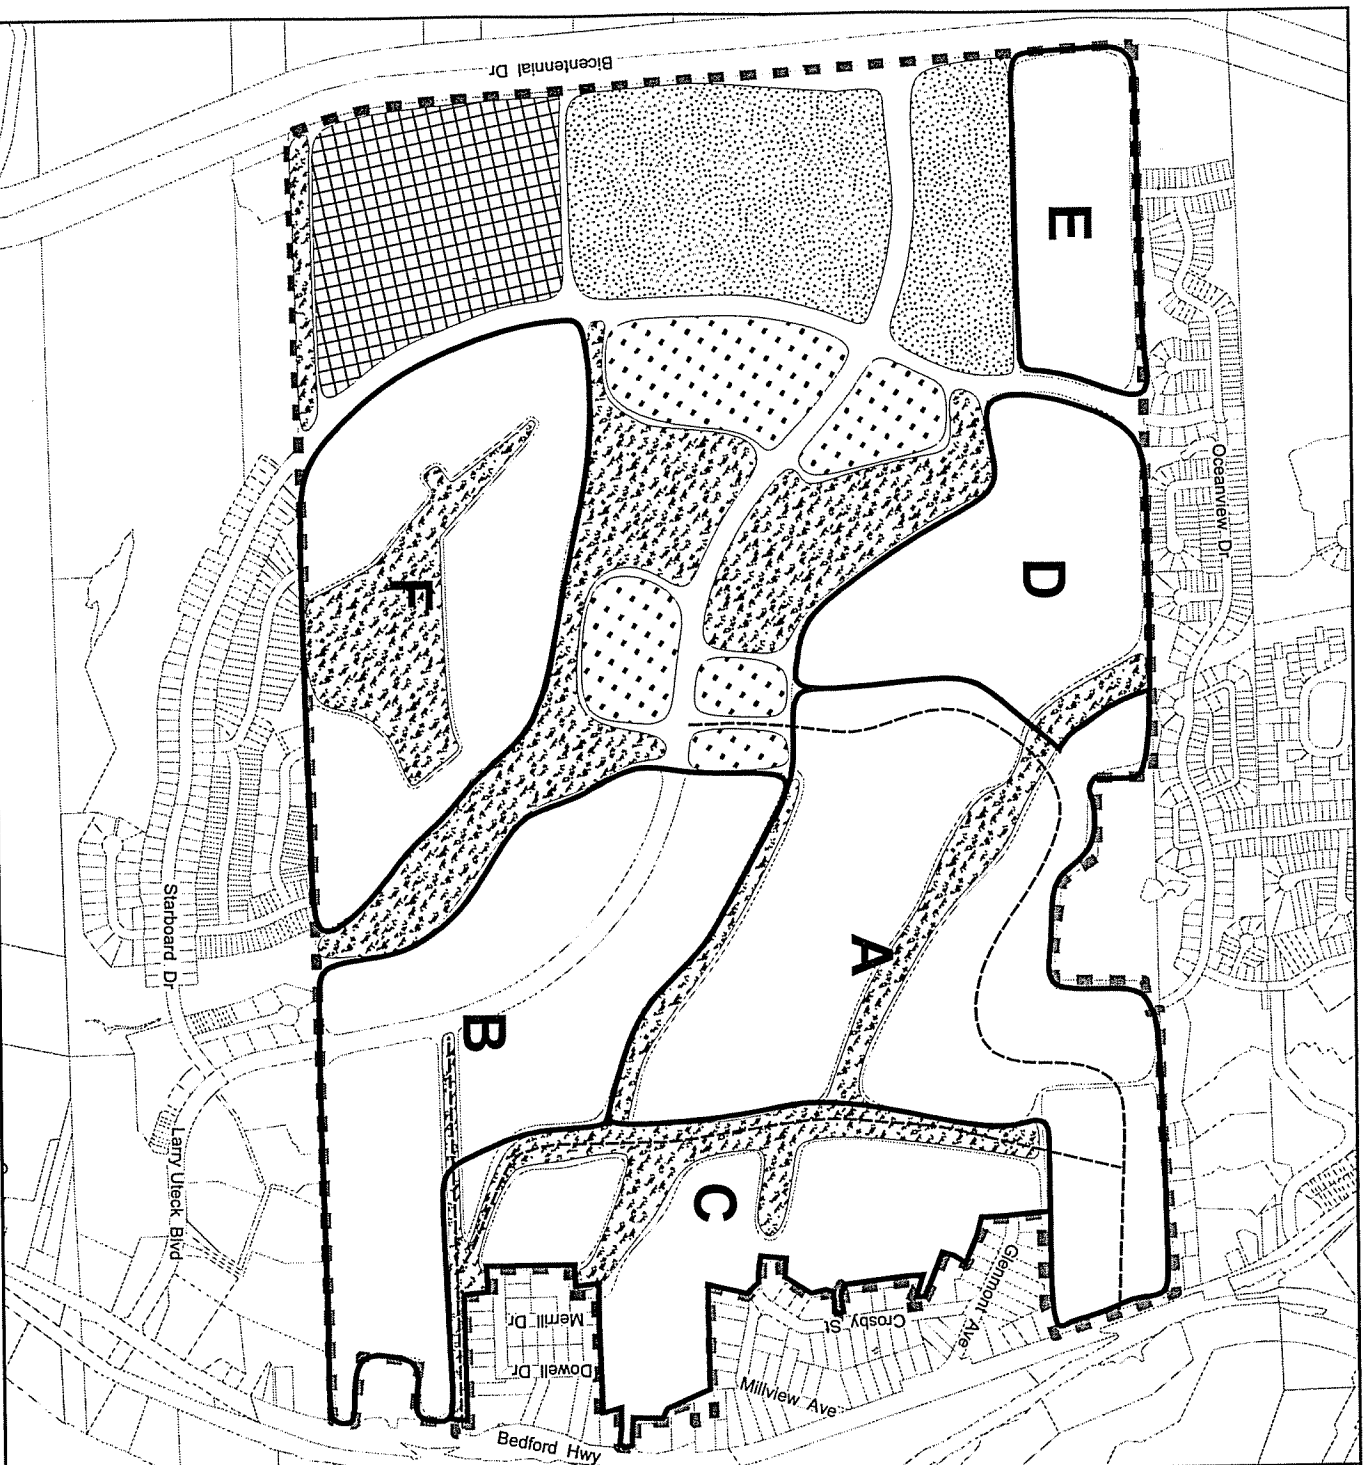 Bicentennial Dr
E
Oceanview Dr
D
F
A
Starboard Dr
B
C
Larry Uteck Blvd
Glenmont Ave
Crosby St
Merrill Dr
Dowell Dr
Millview Ave
Bedford Hwy